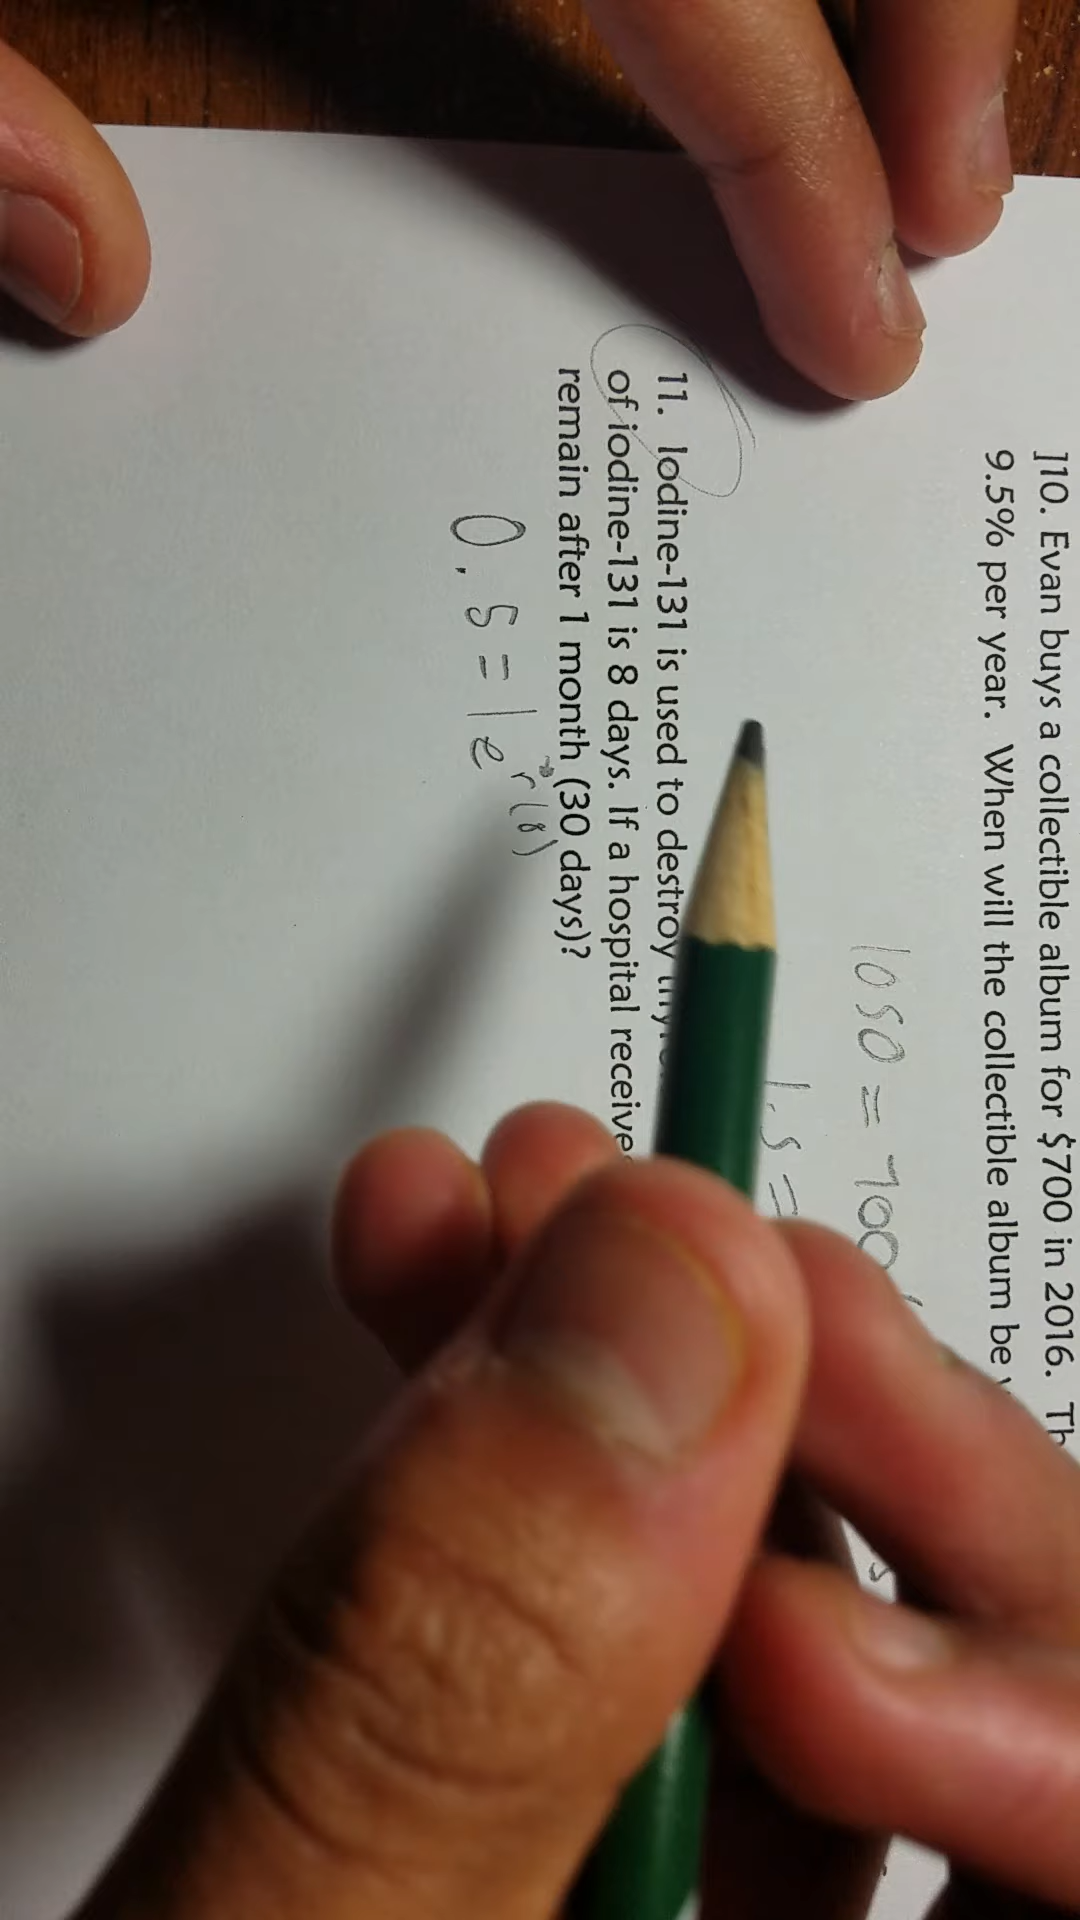 ]10. Evan buys a collectible album for $700 in 2016. Th
9.5% per year. When will the collectible album be
1050 = 700
1.5 =
11. Iodine-131 is used to destroy
of iodine-131 is 8 days. If a hospital receive
remain after 1 month (30 days)?
0.5 = 1e r(8)